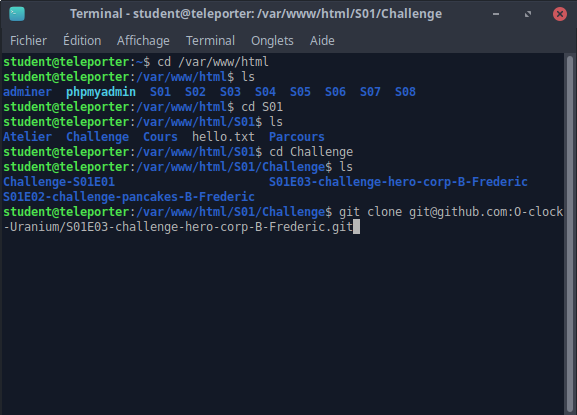 Terminal - student@teleporter: /var/www/html/S01/Challenge
Fichier Édition Affichage Terminal Onglets Aide
student@teleporter:~$ cd /var/www/html
student@teleporter:/var/www/html$ ls
adminer phpmyadmin S01 S02 S03 S04 S05 S06 S07 S08
student@teleporter:/var/www/html$ cd S01
student@teleporter:/var/www/html/S01$ ls
Atelier Challenge Cours hello.txt Parcours
student@teleporter:/var/www/html/S01$ cd Challenge
student@teleporter:/var/www/html/S01/Challenge$ ls
Challenge-S01E01 S01E03-challenge-hero-corp-B-Frederic
S01E02-challenge-pancakes-B-Frederic
student@teleporter:/var/www/html/S01/Challenge$ git clone git@github.com:O-clock
-Uranium/S01E03-challenge-hero-corp-B-Frederic.git